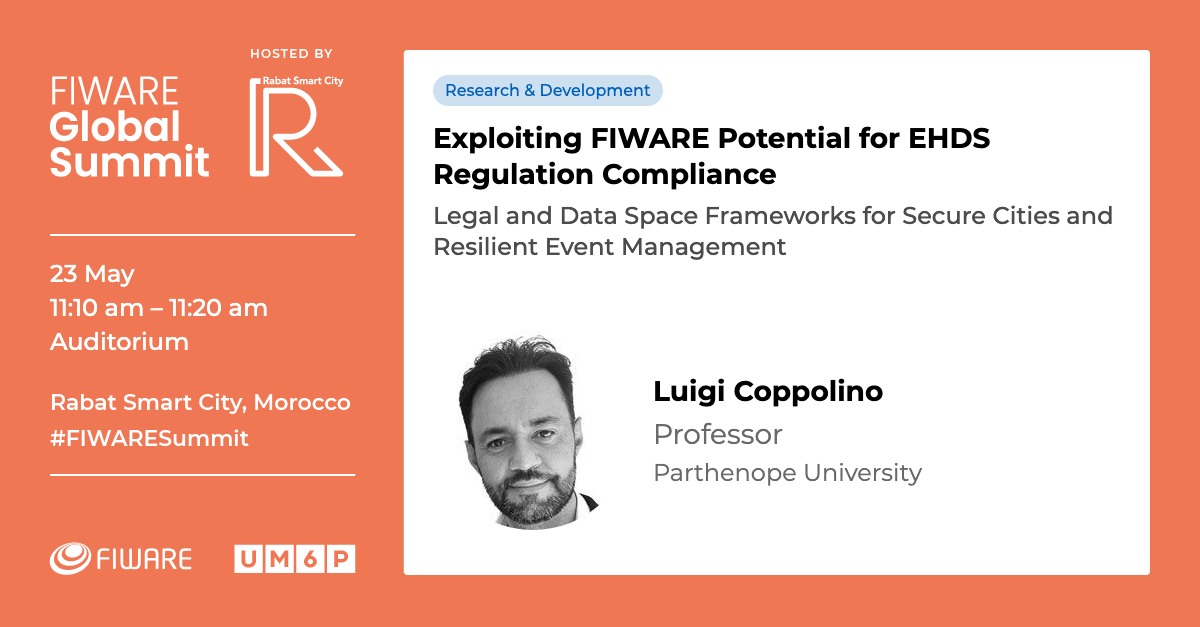 HOSTED BY
FIWARE
Global
Summit
Rabat Smart City
R
23 May
11:10 am – 11:20 am
Auditorium
Rabat Smart City, Morocco
#FIWARESummit
FIWARE
UM6P
Research & Development
Exploiting FIWARE Potential for EHDS
Regulation Compliance
Legal and Data Space Frameworks for Secure Cities and
Resilient Event Management
Luigi Coppolino
Professor
Parthenope University